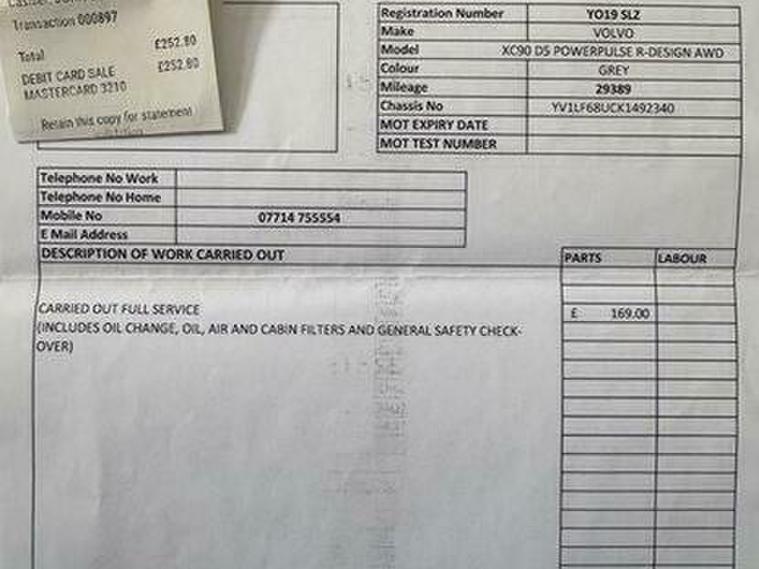 Transaction 000897
Total £252.80
DEBIT CARD SALE £252.80
MASTERCARD 3210
Retain this copy for statement
Registration Number YO19 SLZ
Make VOLVO
Model XC90 D5 POWERPULSE R-DESIGN AWD
Colour GREY
Mileage 29389
Chassis No YV1LF68UCK1492340
MOT EXPIRY DATE
MOT TEST NUMBER
Telephone No Work
Telephone No Home
Mobile No 07714 755554
E Mail Address
DESCRIPTION OF WORK CARRIED OUT PARTS LABOUR
CARRIED OUT FULL SERVICE £ 169.00
(INCLUDES OIL CHANGE, OIL, AIR AND CABIN FILTERS AND GENERAL SAFETY CHECK-
OVER)